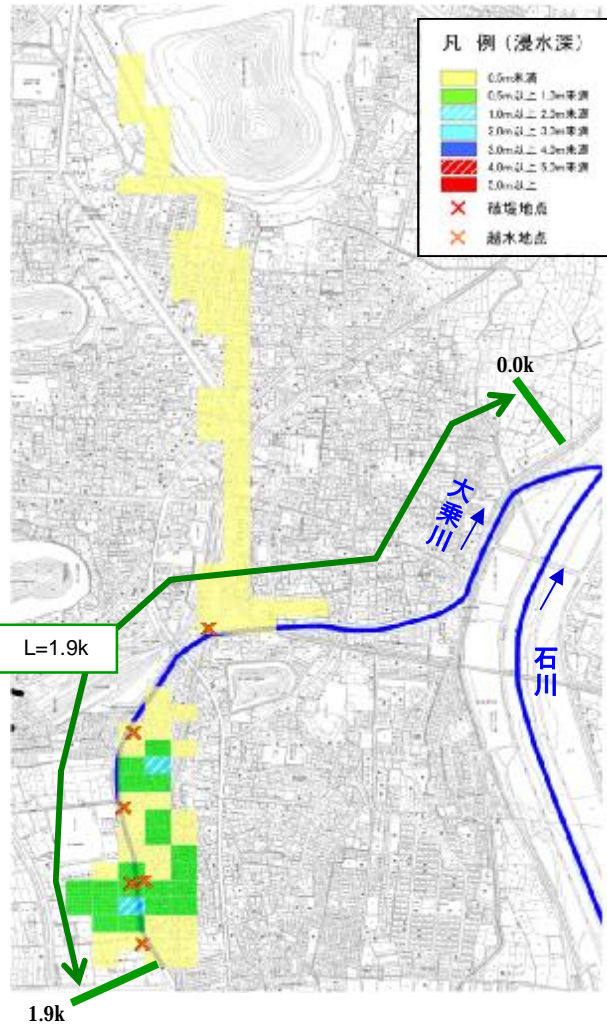 凡 例 (浸水深)
0.5m未満
0.5m以上 1.0m未満
1.0m以上 2.0m未満
2.0m以上 3.0m未満
3.0m以上 4.0m未満
4.0m以上 5.0m未満
5.0m以上
破堤地点
越水地点
0.0k
大乗川
石川
L=1.9k
1.9k